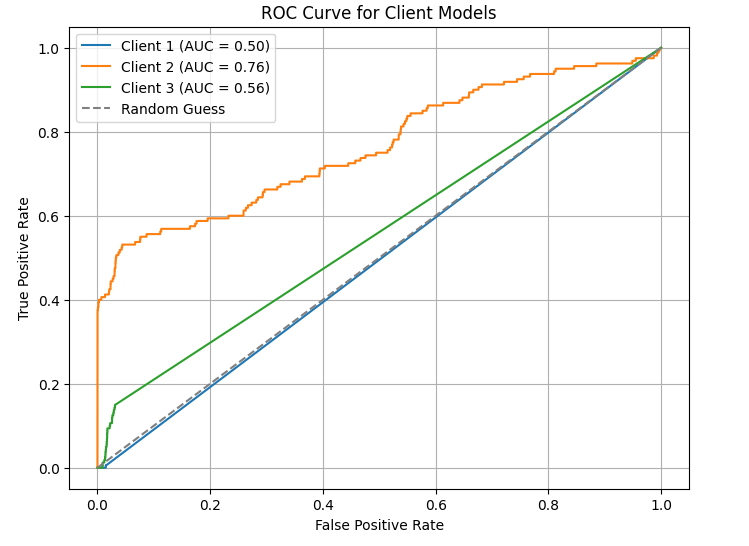 ROC Curve for Client Models
Client 1 (AUC = 0.50)
Client 2 (AUC = 0.76)
Client 3 (AUC = 0.56)
Random Guess
1.0
0.8
0.6
0.4
0.2
0.0
True Positive Rate
0.0 0.2 0.4 0.6 0.8 1.0
False Positive Rate